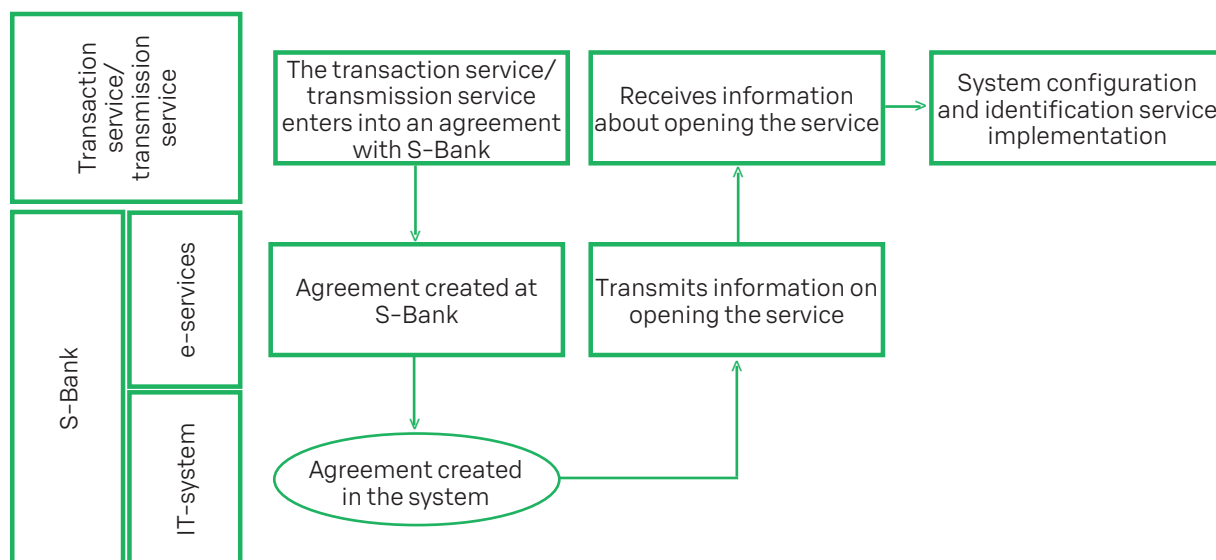 Transaction
service/
transmission
service
The transaction service/
transmission service
enters into an agreement
with S-Bank
Receives information
about opening the service
System configuration
and identification service
implementation
S-Bank
e-services
Agreement created at
S-Bank
Transmits information on
opening the service
IT-system
Agreement created
in the system